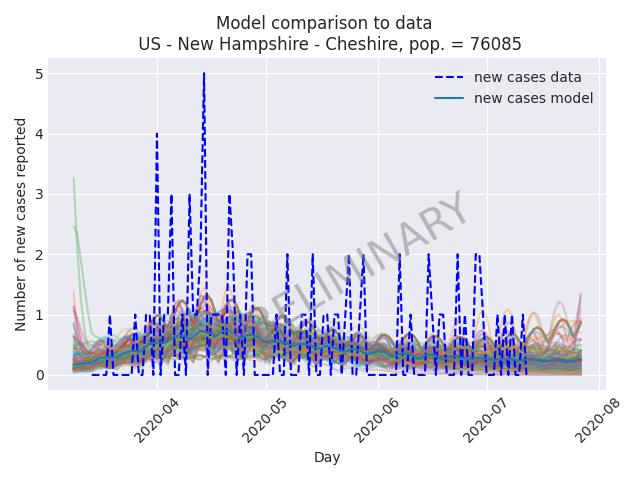 Model comparison to data
US - New Hampshire - Cheshire, pop. = 76085
new cases data
new cases model
5
4
3
2
1
0
Number of new cases reported
2020-04
2020-05
2020-06
2020-07
2020-08
Day